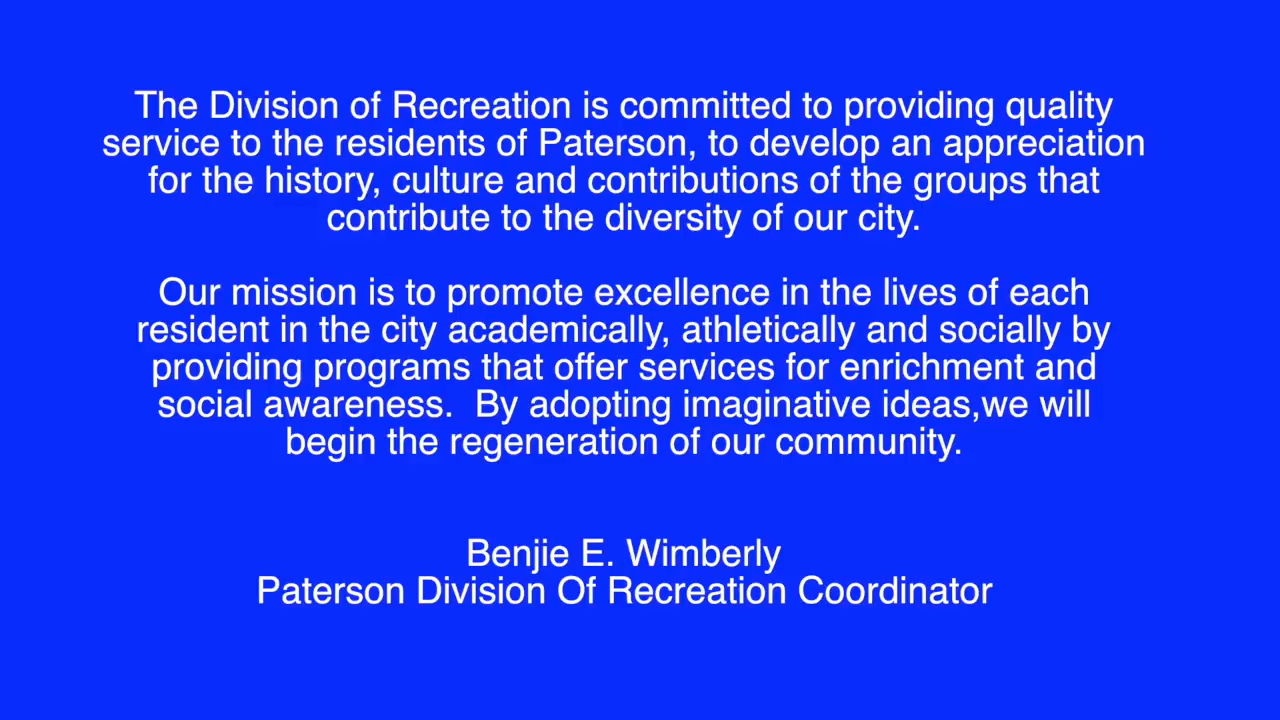 The Division of Recreation is committed to providing quality
service to the residents of Paterson, to develop an appreciation
for the history, culture and contributions of the groups that
contribute to the diversity of our city.
Our mission is to promote excellence in the lives of each
resident in the city academically, athletically and socially by
providing programs that offer services for enrichment and
social awareness.  By adopting imaginative ideas,we will
begin the regeneration of our community.
Benjie E. Wimberly
Paterson Division Of Recreation Coordinator